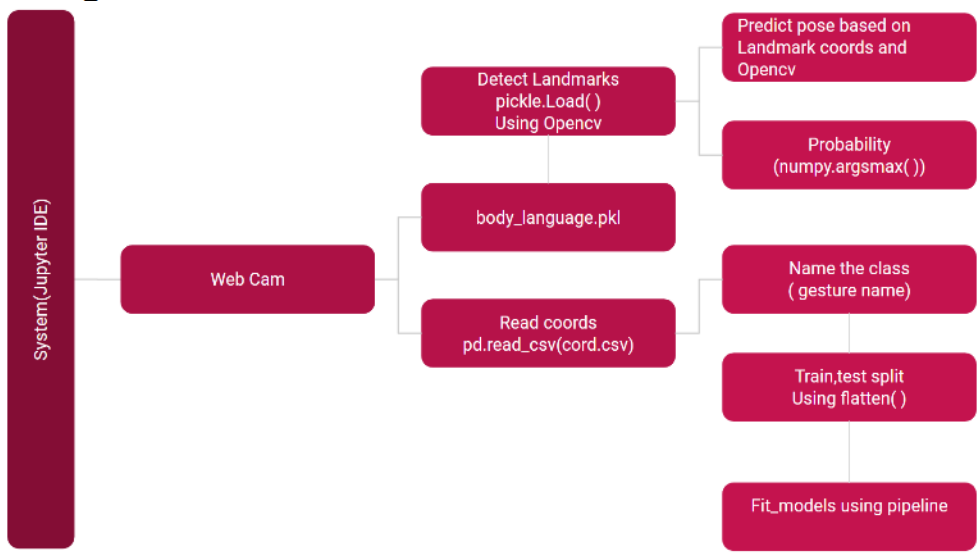 System(Jupyter IDE)
Web Cam
Detect Landmarks
pickle.Load( )
Using Opencv
body_language.pkl
Read coords
pd.read_csv(cord.csv)
Predict pose based on
Landmark coords and
Opencv
Probability
(numpy.argsmax( ))
Name the class
( gesture name)
Train,test split
Using flatten( )
Fit_models using pipeline